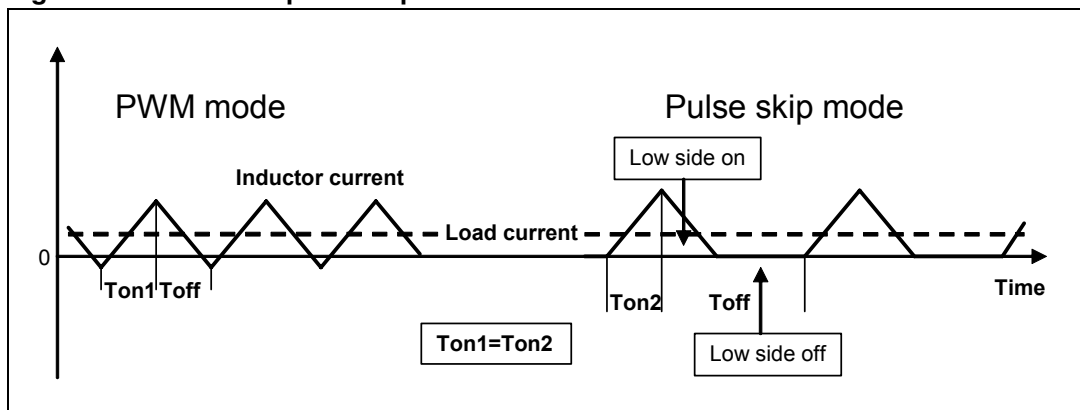 PWM mode
Pulse skip mode
Low side on
Inductor current
Load current
0
Ton1 Toff
Ton2
Toff
Time
Ton1=Ton2
Low side off